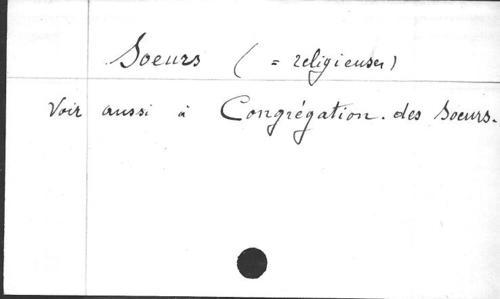 Soeurs ( = religieuses)
Voir aussi à Congrégation. des Soeurs.